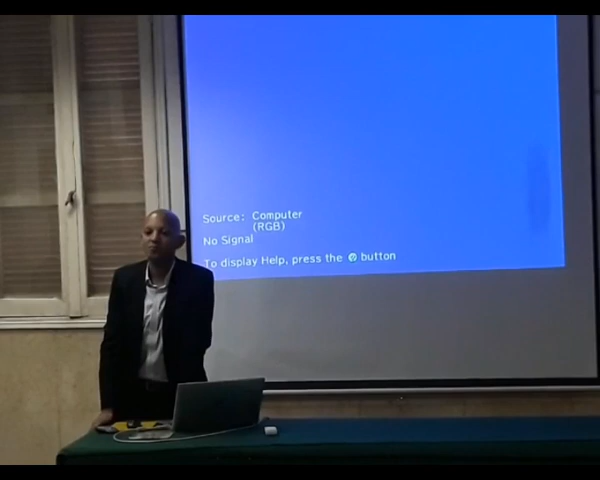 Source: Computer
(RGB)
No Signal
To display Help, press the button